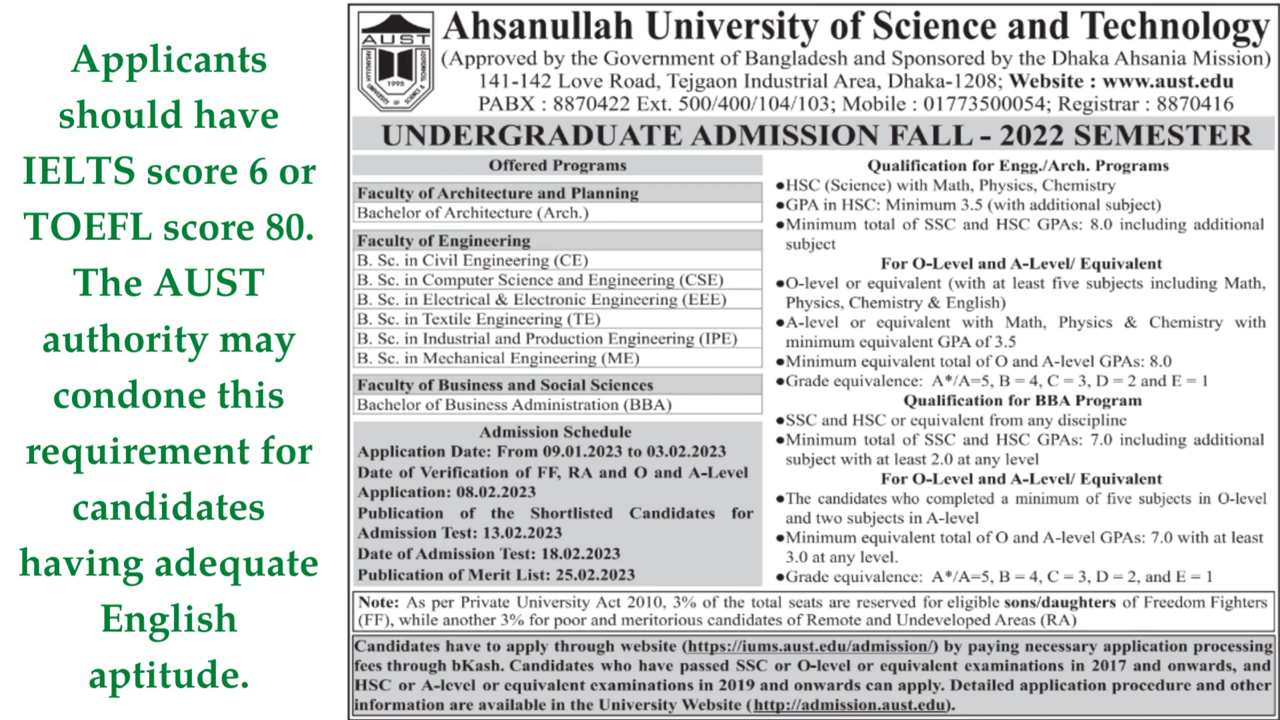 Applicants
should have
IELTS score 6 or
TOEFL score 80.
The AUST
authority may
condone this
requirement for
candidates
having adequate
English
aptitude.
AUST
1995
Ahsanullah University of Science and Technology
(Approved by the Government of Bangladesh and Sponsored by the Dhaka Ahsania Mission)
141-142 Love Road, Tejgaon Industrial Area, Dhaka-1208; Website : www.aust.edu
PABX : 8870422 Ext. 500/400/104/103; Mobile : 01773500054; Registrar : 8870416
UNDERGRADUATE ADMISSION FALL - 2022 SEMESTER
Offered Programs
Faculty of Architecture and Planning
Bachelor of Architecture (Arch.)
Faculty of Engineering
B. Sc. in Civil Engineering (CE)
B. Sc. in Computer Science and Engineering (CSE)
B. Sc. in Electrical & Electronic Engineering (EEE)
B. Sc. in Textile Engineering (TE)
B. Sc. in Industrial and Production Engineering (IPE)
B. Sc. in Mechanical Engineering (ME)
Faculty of Business and Social Sciences
Bachelor of Business Administration (BBA)
Admission Schedule
Application Date: From 09.01.2023 to 03.02.2023
Date of Verification of FF, RA and O and A-Level
Application: 08.02.2023
Publication of the Shortlisted Candidates for
Admission Test: 13.02.2023
Date of Admission Test: 18.02.2023
Publication of Merit List: 25.02.2023
Qualification for Engg./Arch. Programs
●HSC (Science) with Math, Physics, Chemistry
●GPA in HSC: Minimum 3.5 (with additional subject)
●Minimum total of SSC and HSC GPAs: 8.0 including additional
subject
For O-Level and A-Level/ Equivalent
●O-level or equivalent (with at least five subjects including Math,
Physics, Chemistry & English)
●A-level or equivalent with Math, Physics & Chemistry with
minimum equivalent GPA of 3.5
●Minimum equivalent total of O and A-level GPAs: 8.0
●Grade equivalence: A*/A=5, B = 4, C = 3, D = 2 and E = 1
Qualification for BBA Program
●SSC and HSC or equivalent from any discipline
●Minimum total of SSC and HSC GPAs: 7.0 including additional
subject with at least 2.0 at any level
For O-Level and A-Level/ Equivalent
●The candidates who completed a minimum of five subjects in O-level
and two subjects in A-level
●Minimum equivalent total of O and A-level GPAs: 7.0 with at least
3.0 at any level.
●Grade equivalence: A*/A=5, B = 4, C = 3, D = 2, and E = 1
Note: As per Private University Act 2010, 3% of the total seats are reserved for eligible sons/daughters of Freedom Fighters
(FF), while another 3% for poor and meritorious candidates of Remote and Undeveloped Areas (RA)
Candidates have to apply through website (https://iums.aust.edu/admission/) by paying necessary application processing
fees through bKash. Candidates who have passed SSC or O-level or equivalent examinations in 2017 and onwards, and
HSC or A-level or equivalent examinations in 2019 and onwards can apply. Detailed application procedure and other
information are available in the University Website (http://admission.aust.edu).